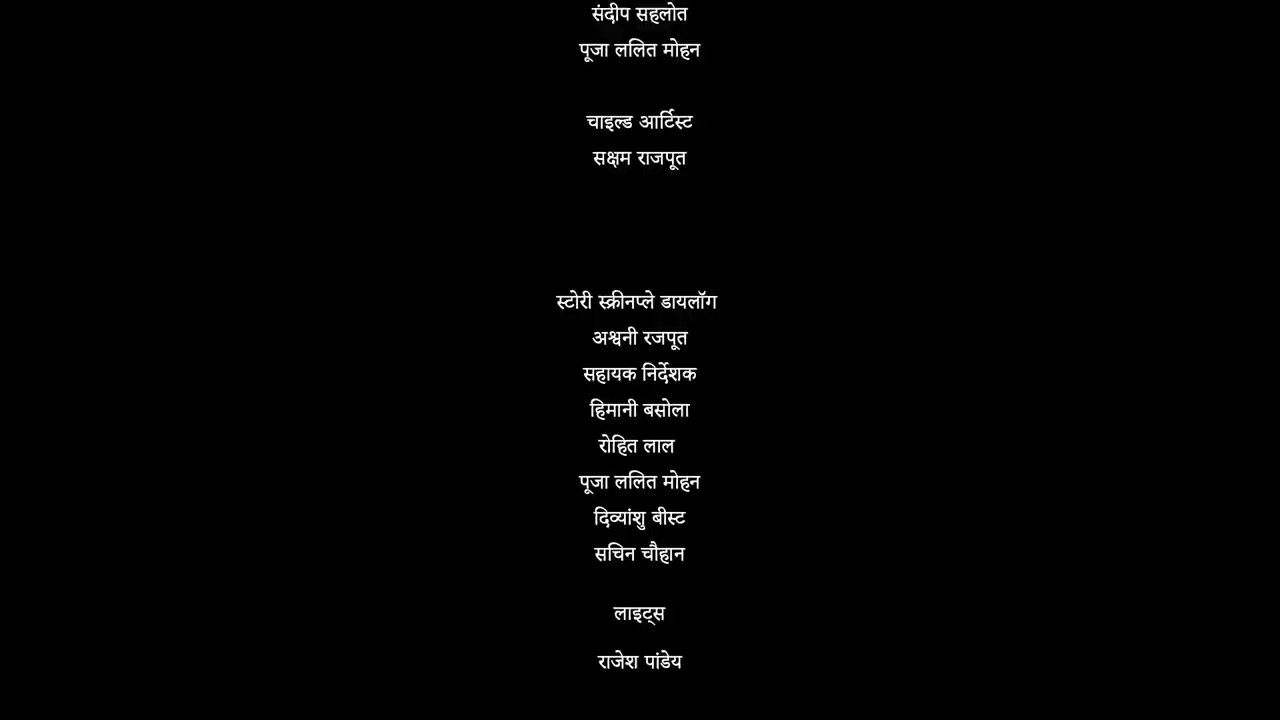 संदीप सहलोत
पूजा ललित मोहन
चाइल्ड आर्टिस्ट
सक्षम राजपूत
स्टोरी स्क्रीनप्ले डायलॉग
अश्वनी रजपूत
सहायक निर्देशक
हिमानी बसोला
रोहित लाल
पूजा ललित मोहन
दिव्यांशु बीस्ट
सचिन चौहान
लाइट्स
राजेश पांडेय